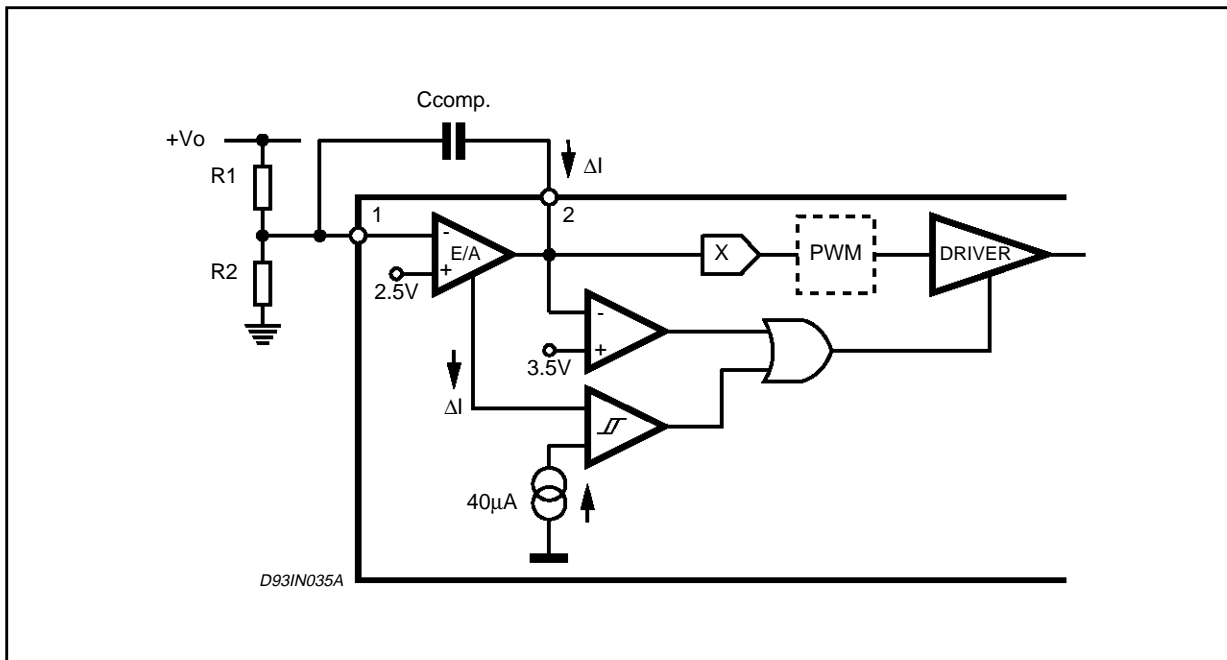 Ccomp.
+Vo
ΔI
R1
1
2
-
E/A
+
X
PWM
DRIVER
R2
2.5V
-
+
3.5V
ΔI
40µA
D93IN035A